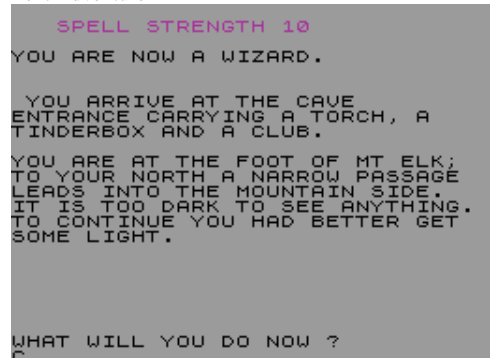 SPELL STRENGTH 10
YOU ARE NOW A WIZARD.
YOU ARRIVE AT THE CAVE
ENTRANCE CARRYING A TORCH, A
TINDERBOX AND A CLUB.
YOU ARE AT THE FOOT OF MT ELK;
TO YOUR NORTH A NARROW PASSAGE
LEADS INTO THE MOUNTAIN SIDE.
IT IS TOO DARK TO SEE ANYTHING.
TO CONTINUE YOU HAD BETTER GET
SOME LIGHT.
WHAT WILL YOU DO NOW ?